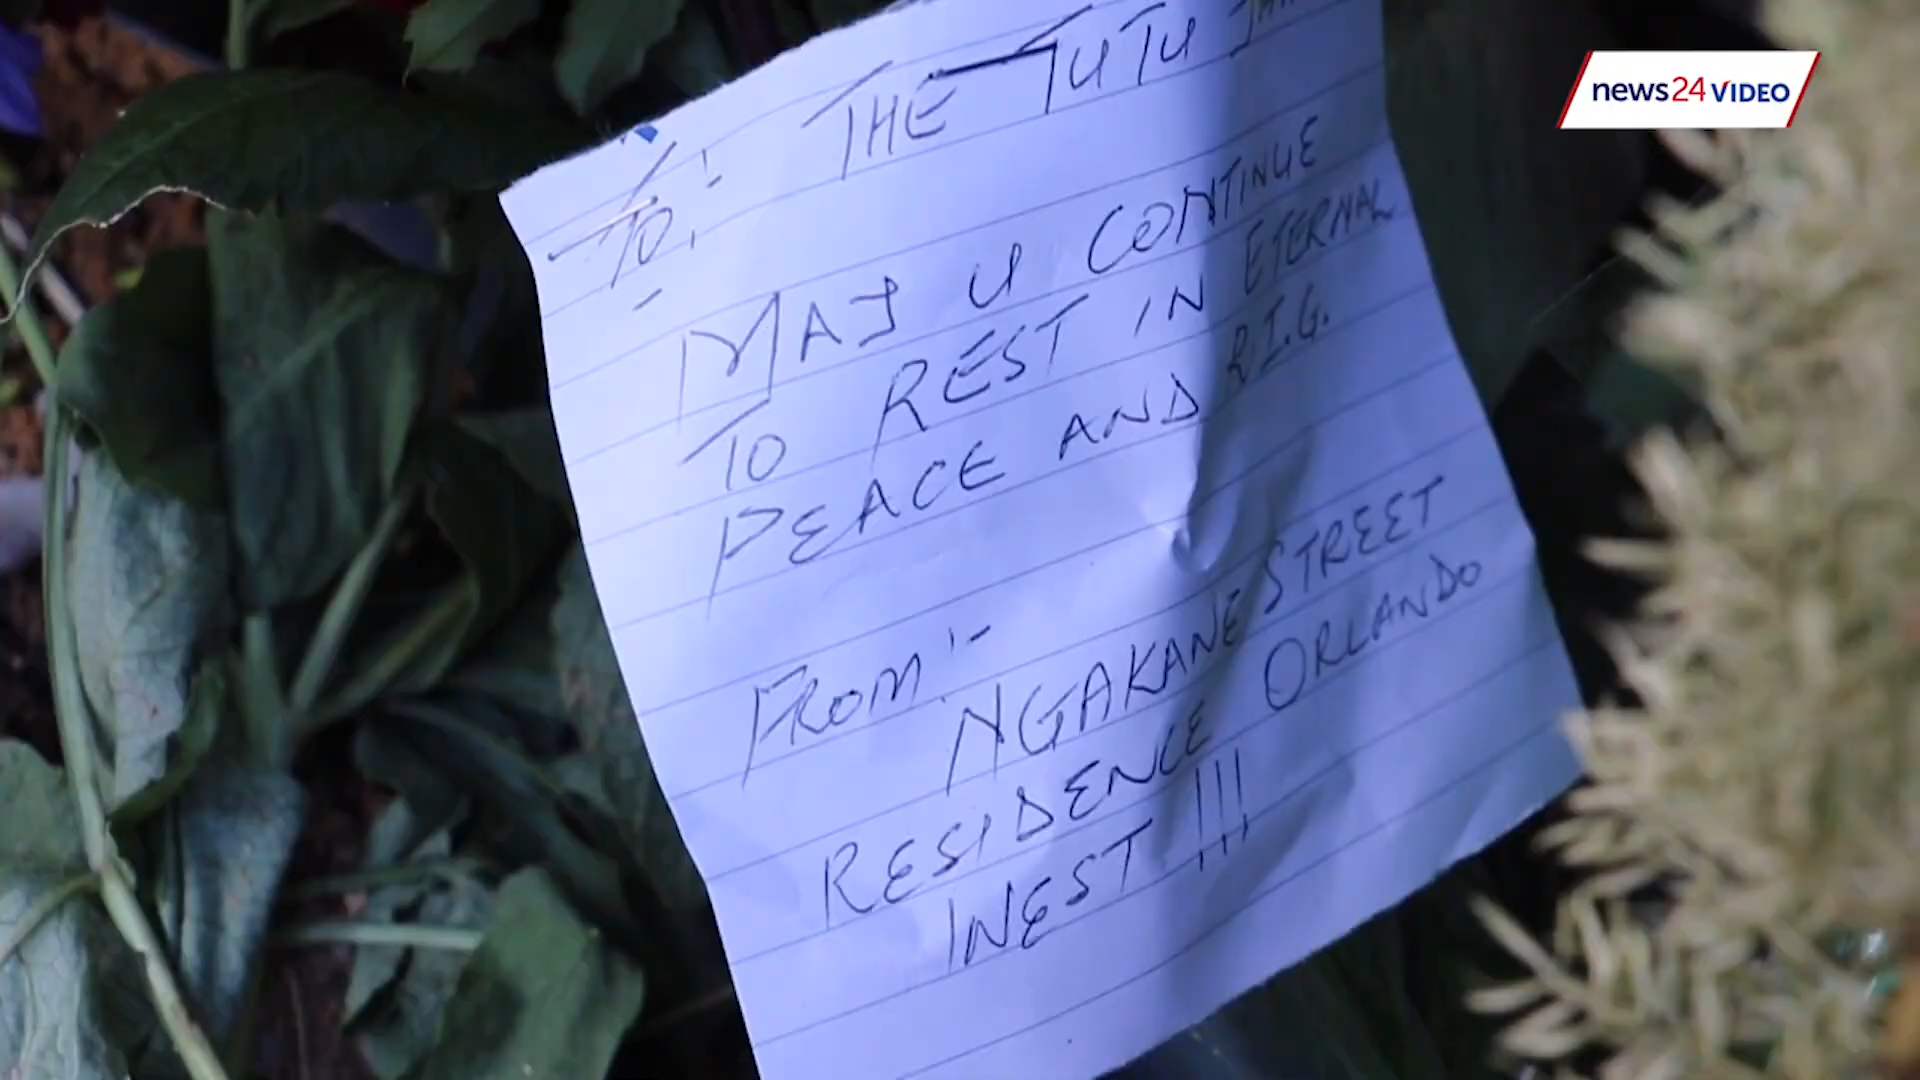 news24 VIDEO
TO: THE TUTU
MAY U CONTINUE
TO REST IN ETERNAL
PEACE AND R.I.G.
FROM:-
NGAKANE STREET
RESIDENCE ORLANDO
WEST !!!